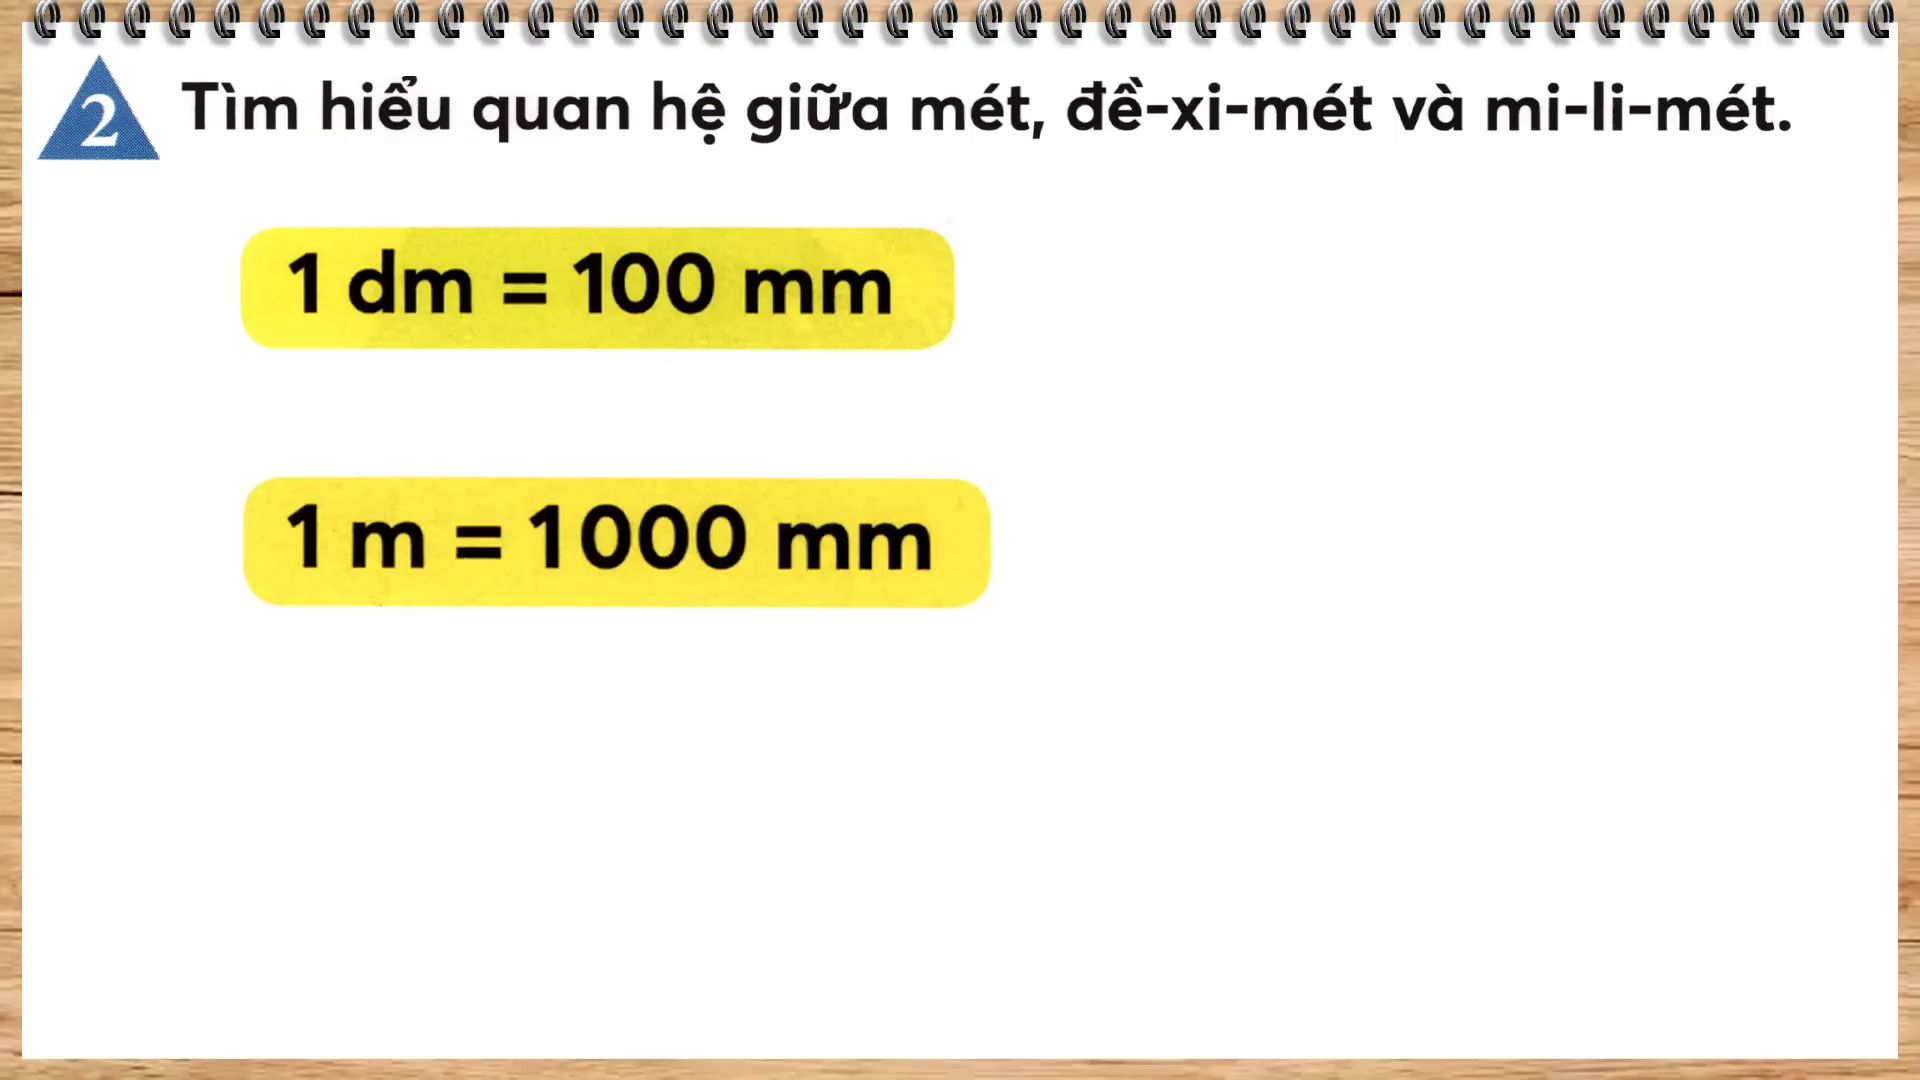 2 Tìm hiểu quan hệ giữa mét, đề-xi-mét và mi-li-mét.
1 dm = 100 mm
1 m = 1000 mm